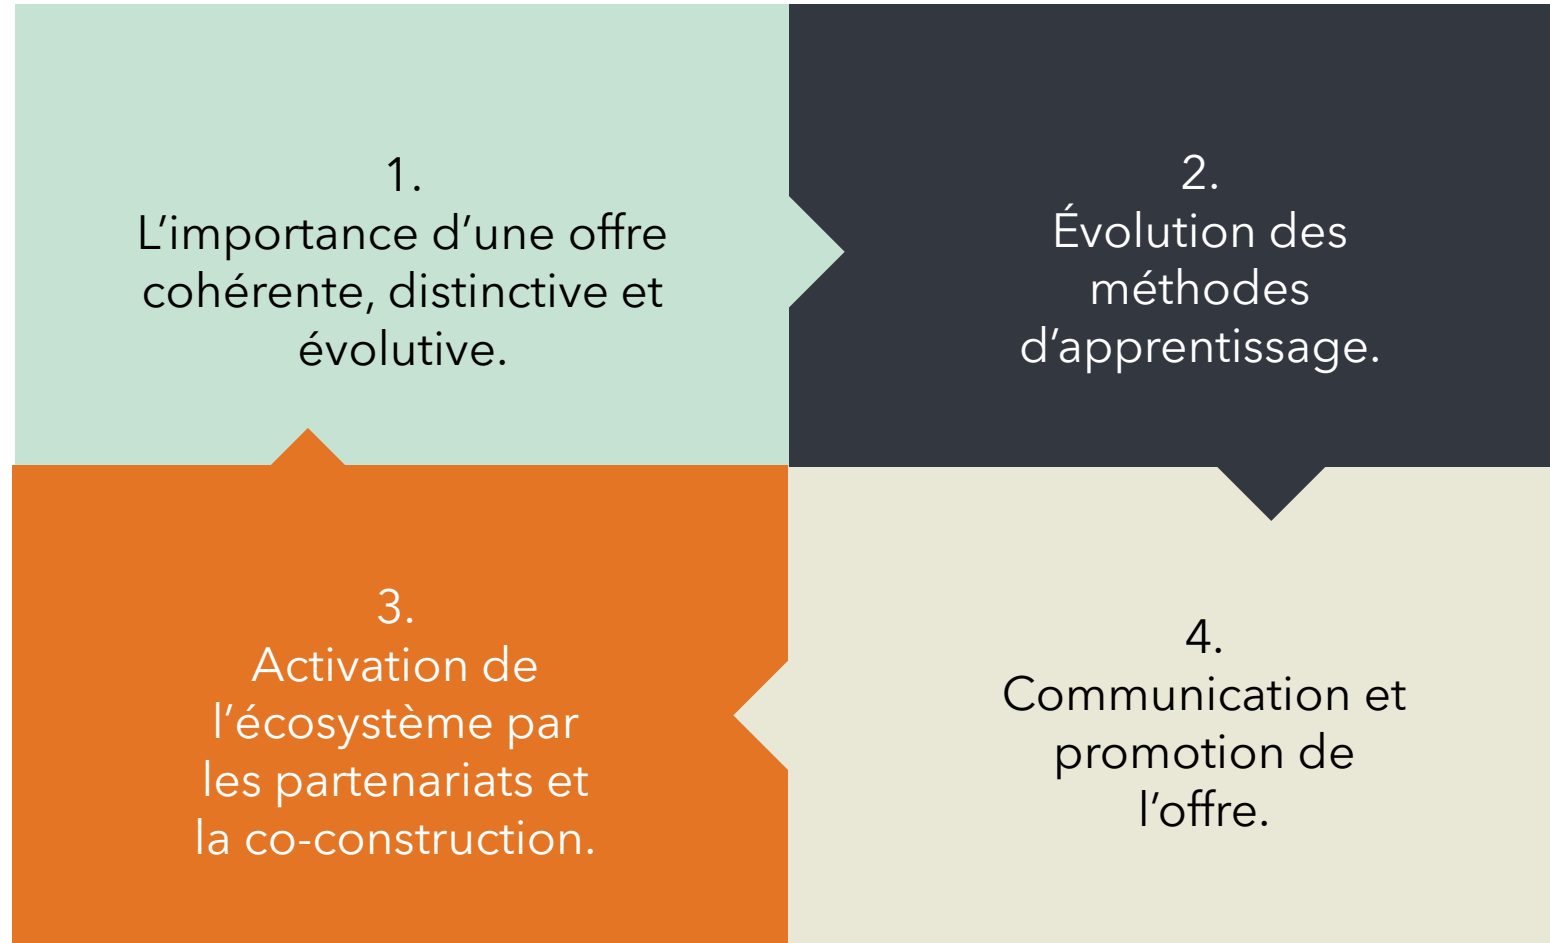 1.
L’importance d’une offre
cohérente, distinctive et
évolutive.
2.
Évolution des
méthodes
d’apprentissage.
3.
Activation de
l’écosystème par
les partenariats et
la co-construction.
4.
Communication et
promotion de
l’offre.